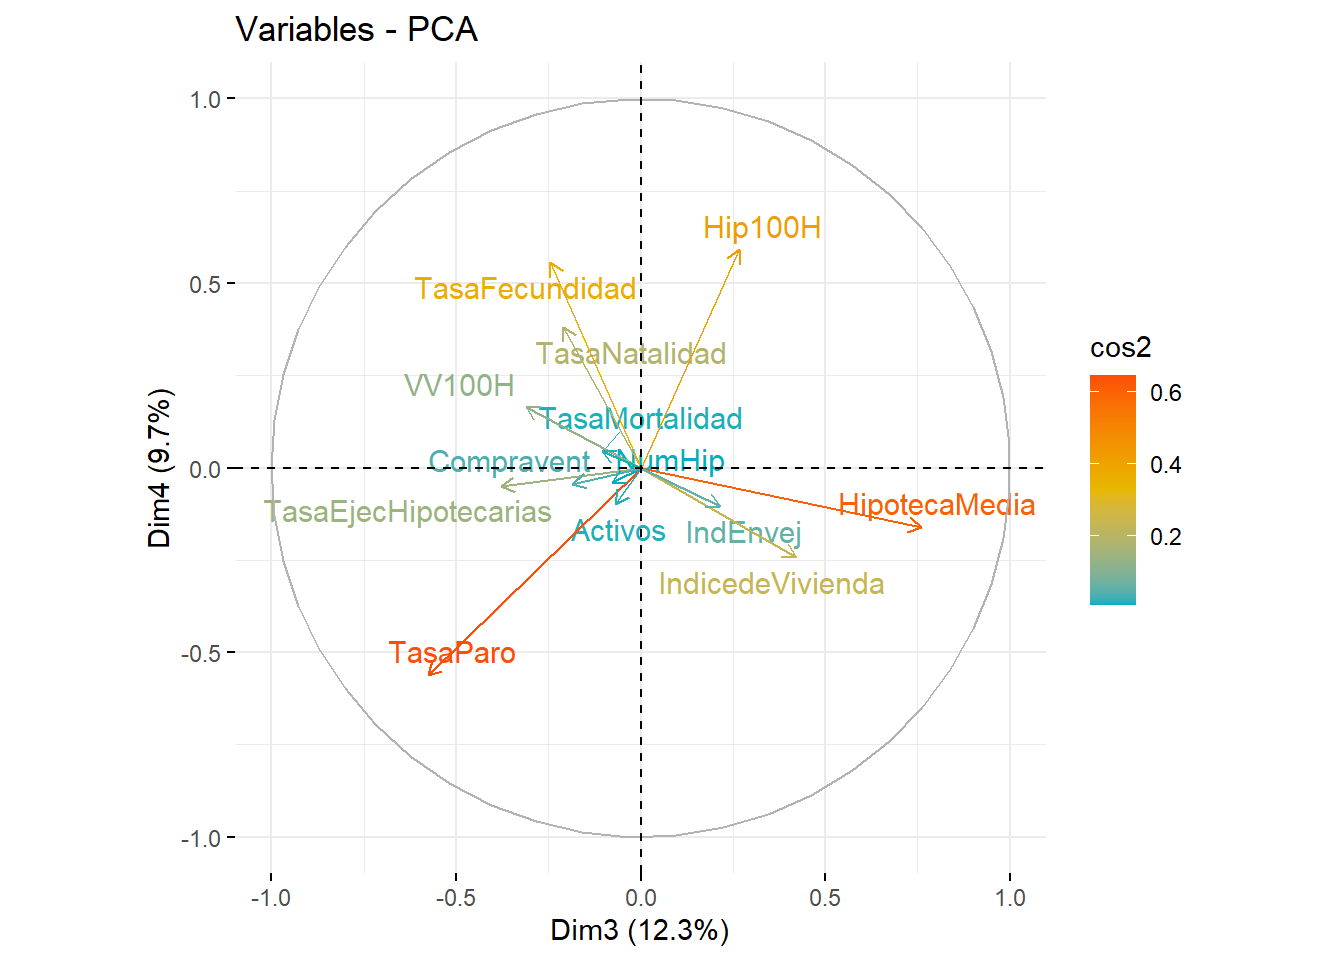 Variables - PCA
1.0
0.5
0.0
-0.5
-1.0
Dim4 (9.7%)
Hip100H
TasaFecundidad
TasaNatalidad
VV100H
TasaMortalidad
Compravent
NumHip
HipotecaMedia
TasaEjecHipotecarias
Activos
IndEnvej
IndicedeVivienda
TasaParo
-1.0
-0.5
0.0
0.5
1.0
Dim3 (12.3%)
cos2
0.6
0.4
0.2